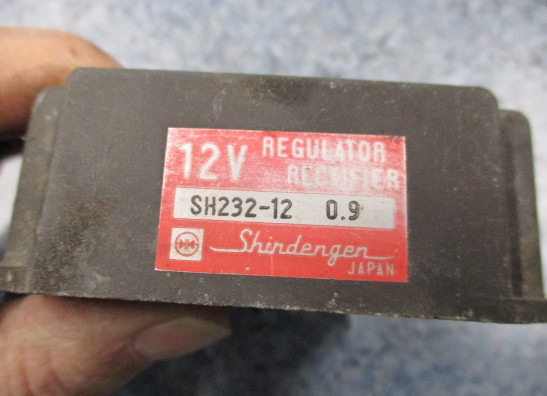 12V REGULATOR
RECTIFIER
SH232-12 0.9
Shindengen
JAPAN